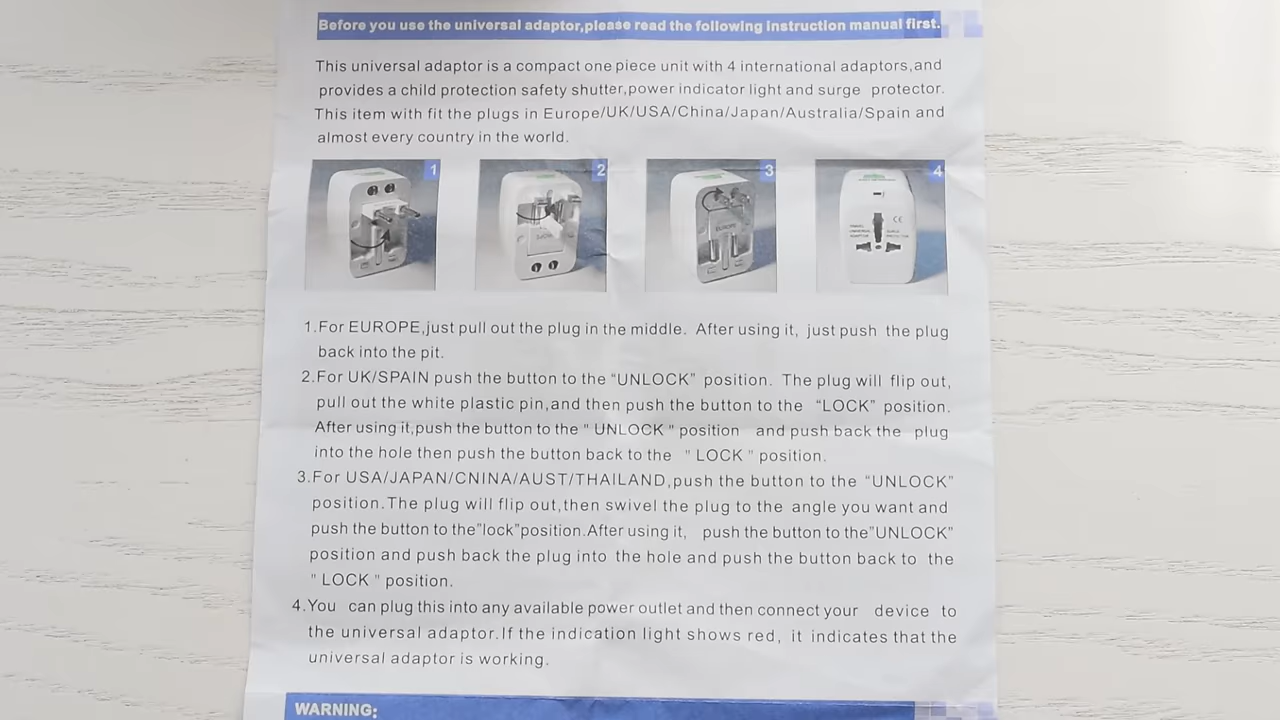 Before you use the universal adaptor,please read the following instruction manual first.
This universal adaptor is a compact one piece unit with 4 international adaptors,and
provides a child protection safety shutter,power indicator light and surge protector.
This item with fit the plugs in Europe/UK/USA/China/Japan/Australia/Spain and
almost every country in the world.
1
2
3
4
EUROPE
CE
1.For EUROPE,just pull out the plug in the middle. After using it, just push the plug
back into the pit.
2.For UK/SPAIN push the button to the “UNLOCK” position. The plug will flip out,
pull out the white plastic pin,and then push the button to the “LOCK” position.
After using it,push the button to the " UNLOCK " position and push back the plug
into the hole then push the button back to the " LOCK " position.
3.For USA/JAPAN/CNINA/AUST/THAILAND,push the button to the “UNLOCK”
position.The plug will flip out,then swivel the plug to the angle you want and
push the button to the”lock”position.After using it, push the button to the”UNLOCK”
position and push back the plug into the hole and push the button back to the
" LOCK " position.
4.You can plug this into any available power outlet and then connect your device to
the universal adaptor.If the indication light shows red, it indicates that the
universal adaptor is working.
WARNING: